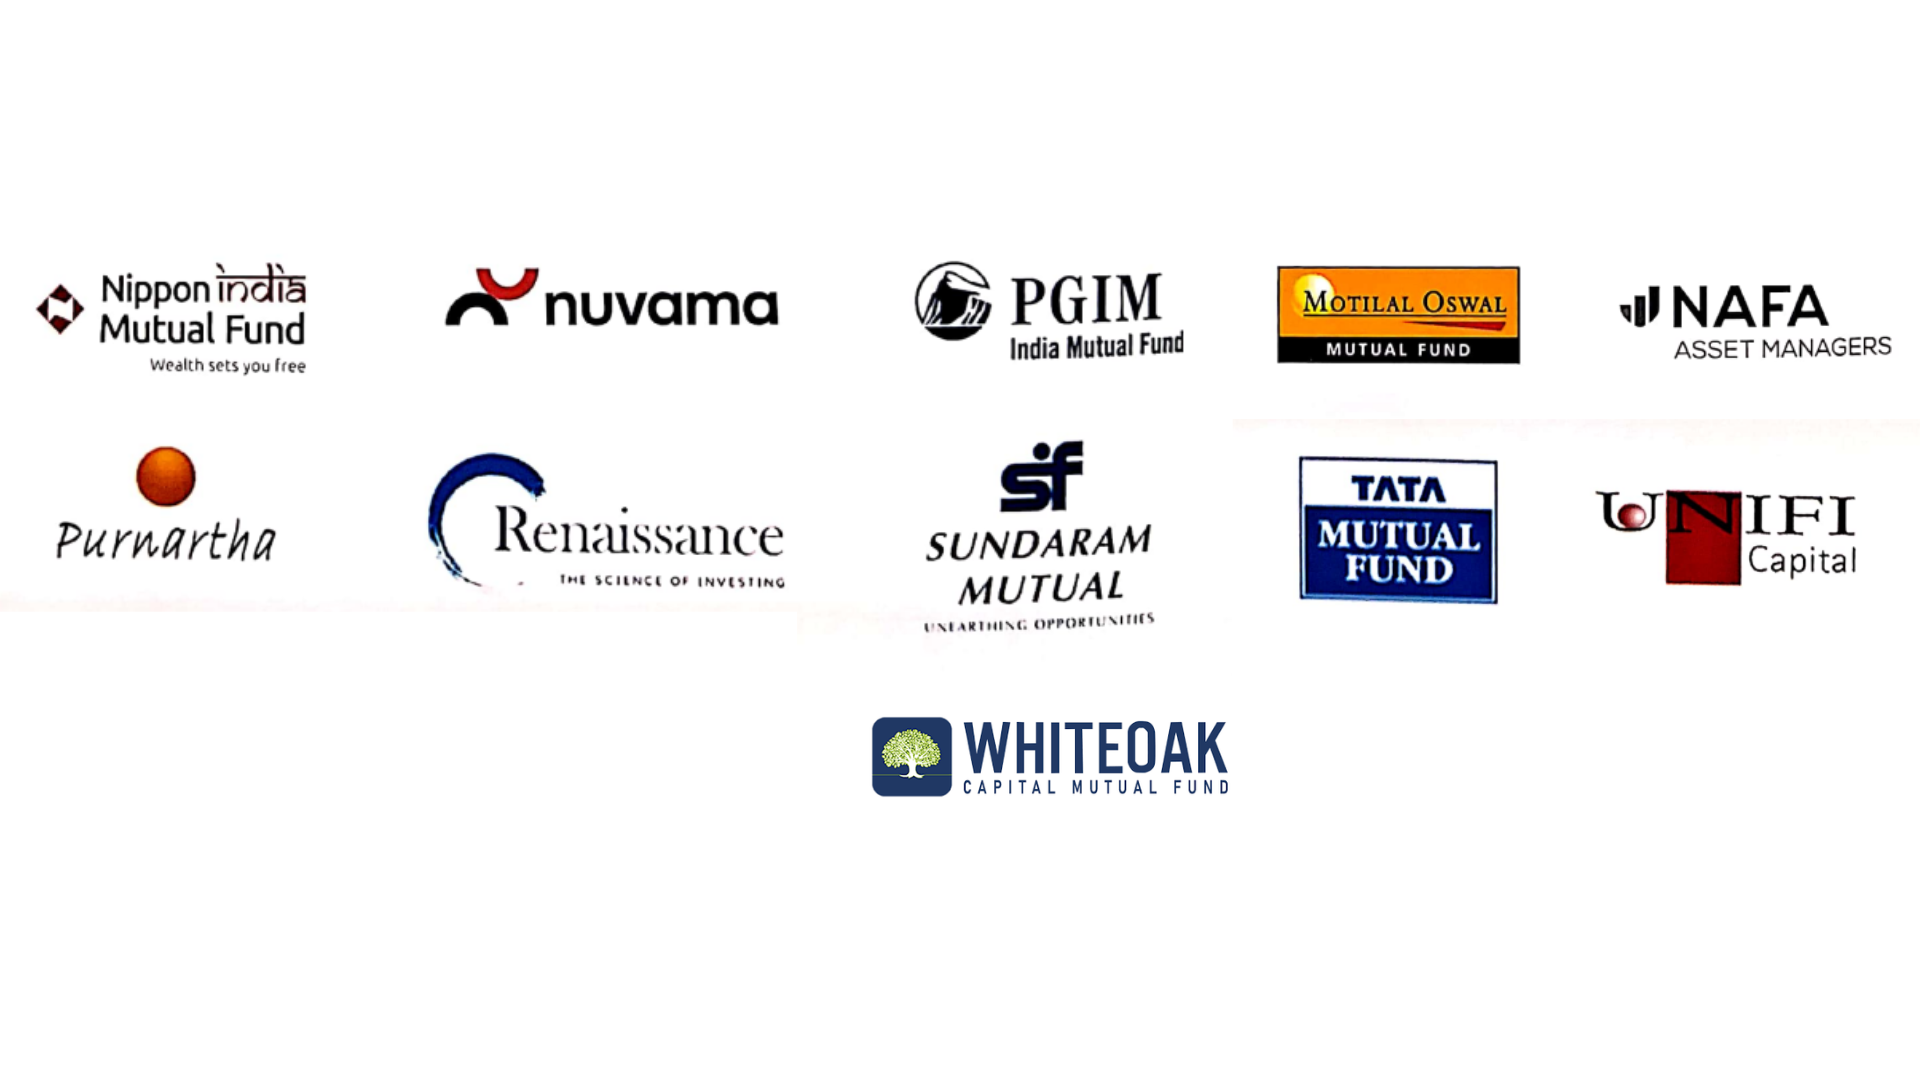 Nippon india
Mutual Fund
Wealth sets you free
nuvama
PGIM
India Mutual Fund
MOTILAL OSWAL
MUTUAL FUND
NAFA
ASSET MANAGERS
Purnartha
Renaissance
THE SCIENCE OF INVESTING
sf
SUNDARAM
MUTUAL
UNEARTHING OPPORTUNITIES
TATA
MUTUAL
FUND
UNIFI
Capital
WHITEOAK
CAPITAL MUTUAL FUND